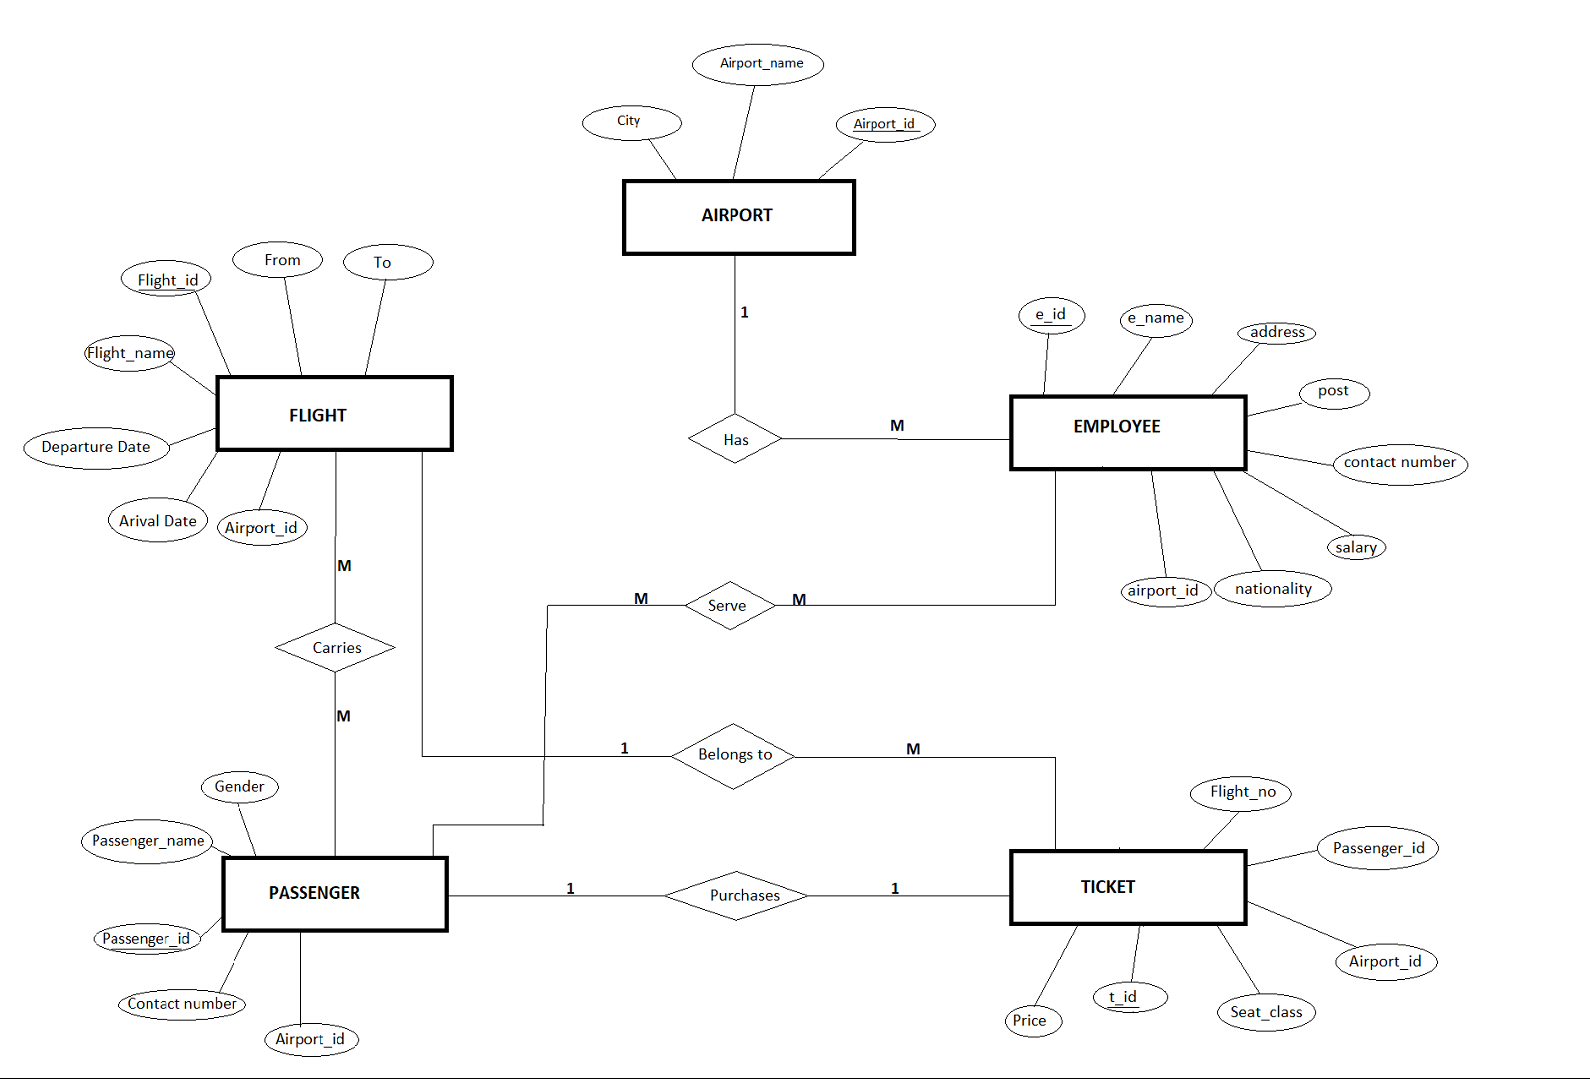 Airport_name
City
Airport_id
AIRPORT
From
To
Flight_id
1
e_id
e_name
address
Flight_name
post
FLIGHT
EMPLOYEE
M
Has
Departure Date
contact number
Arival Date
Airport_id
salary
M
airport_id
nationality
M
Serve
M
Carries
M
1
Belongs to
M
Gender
Flight_no
Passenger_name
Passenger_id
PASSENGER
1
Purchases
1
TICKET
Passenger_id
Airport_id
Contact number
t_id
Price
Seat_class
Airport_id